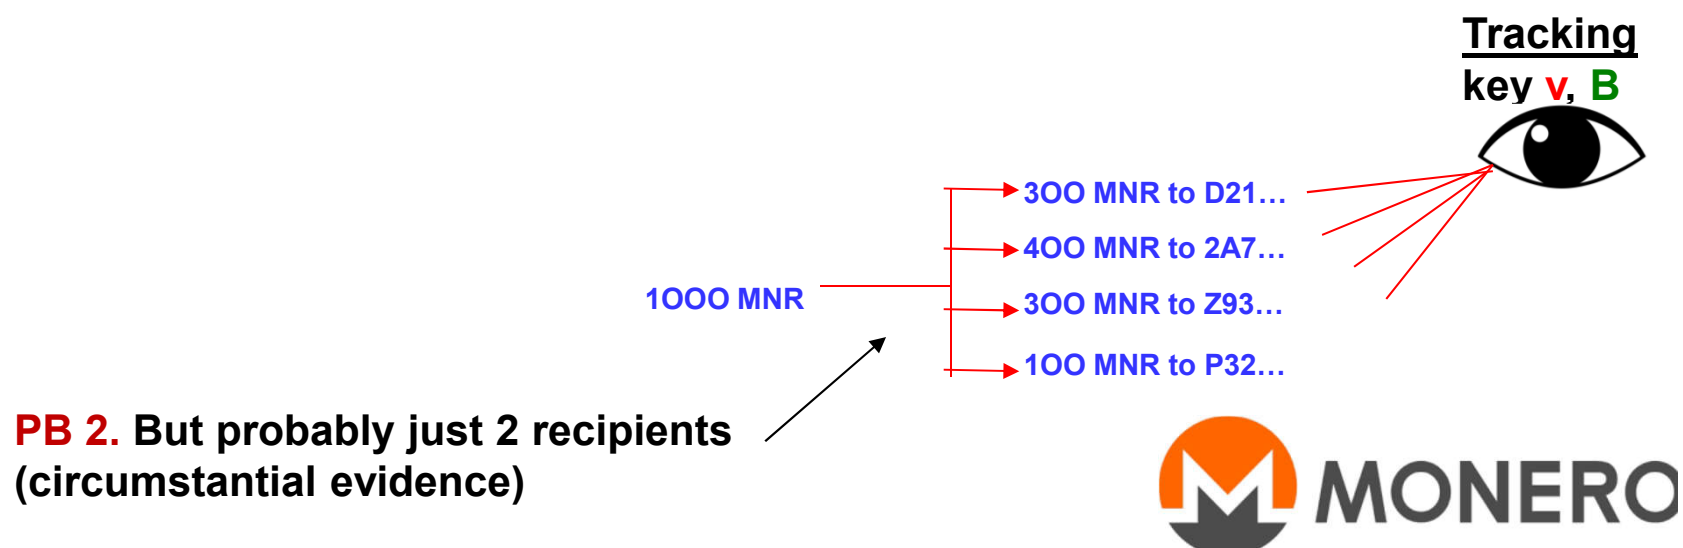 Tracking
key v, B
3OO MNR to D21…
4OO MNR to 2A7…
1OOO MNR
3OO MNR to Z93…
1OO MNR to P32…
PB 2. But probably just 2 recipients
(circumstantial evidence)
MONERO